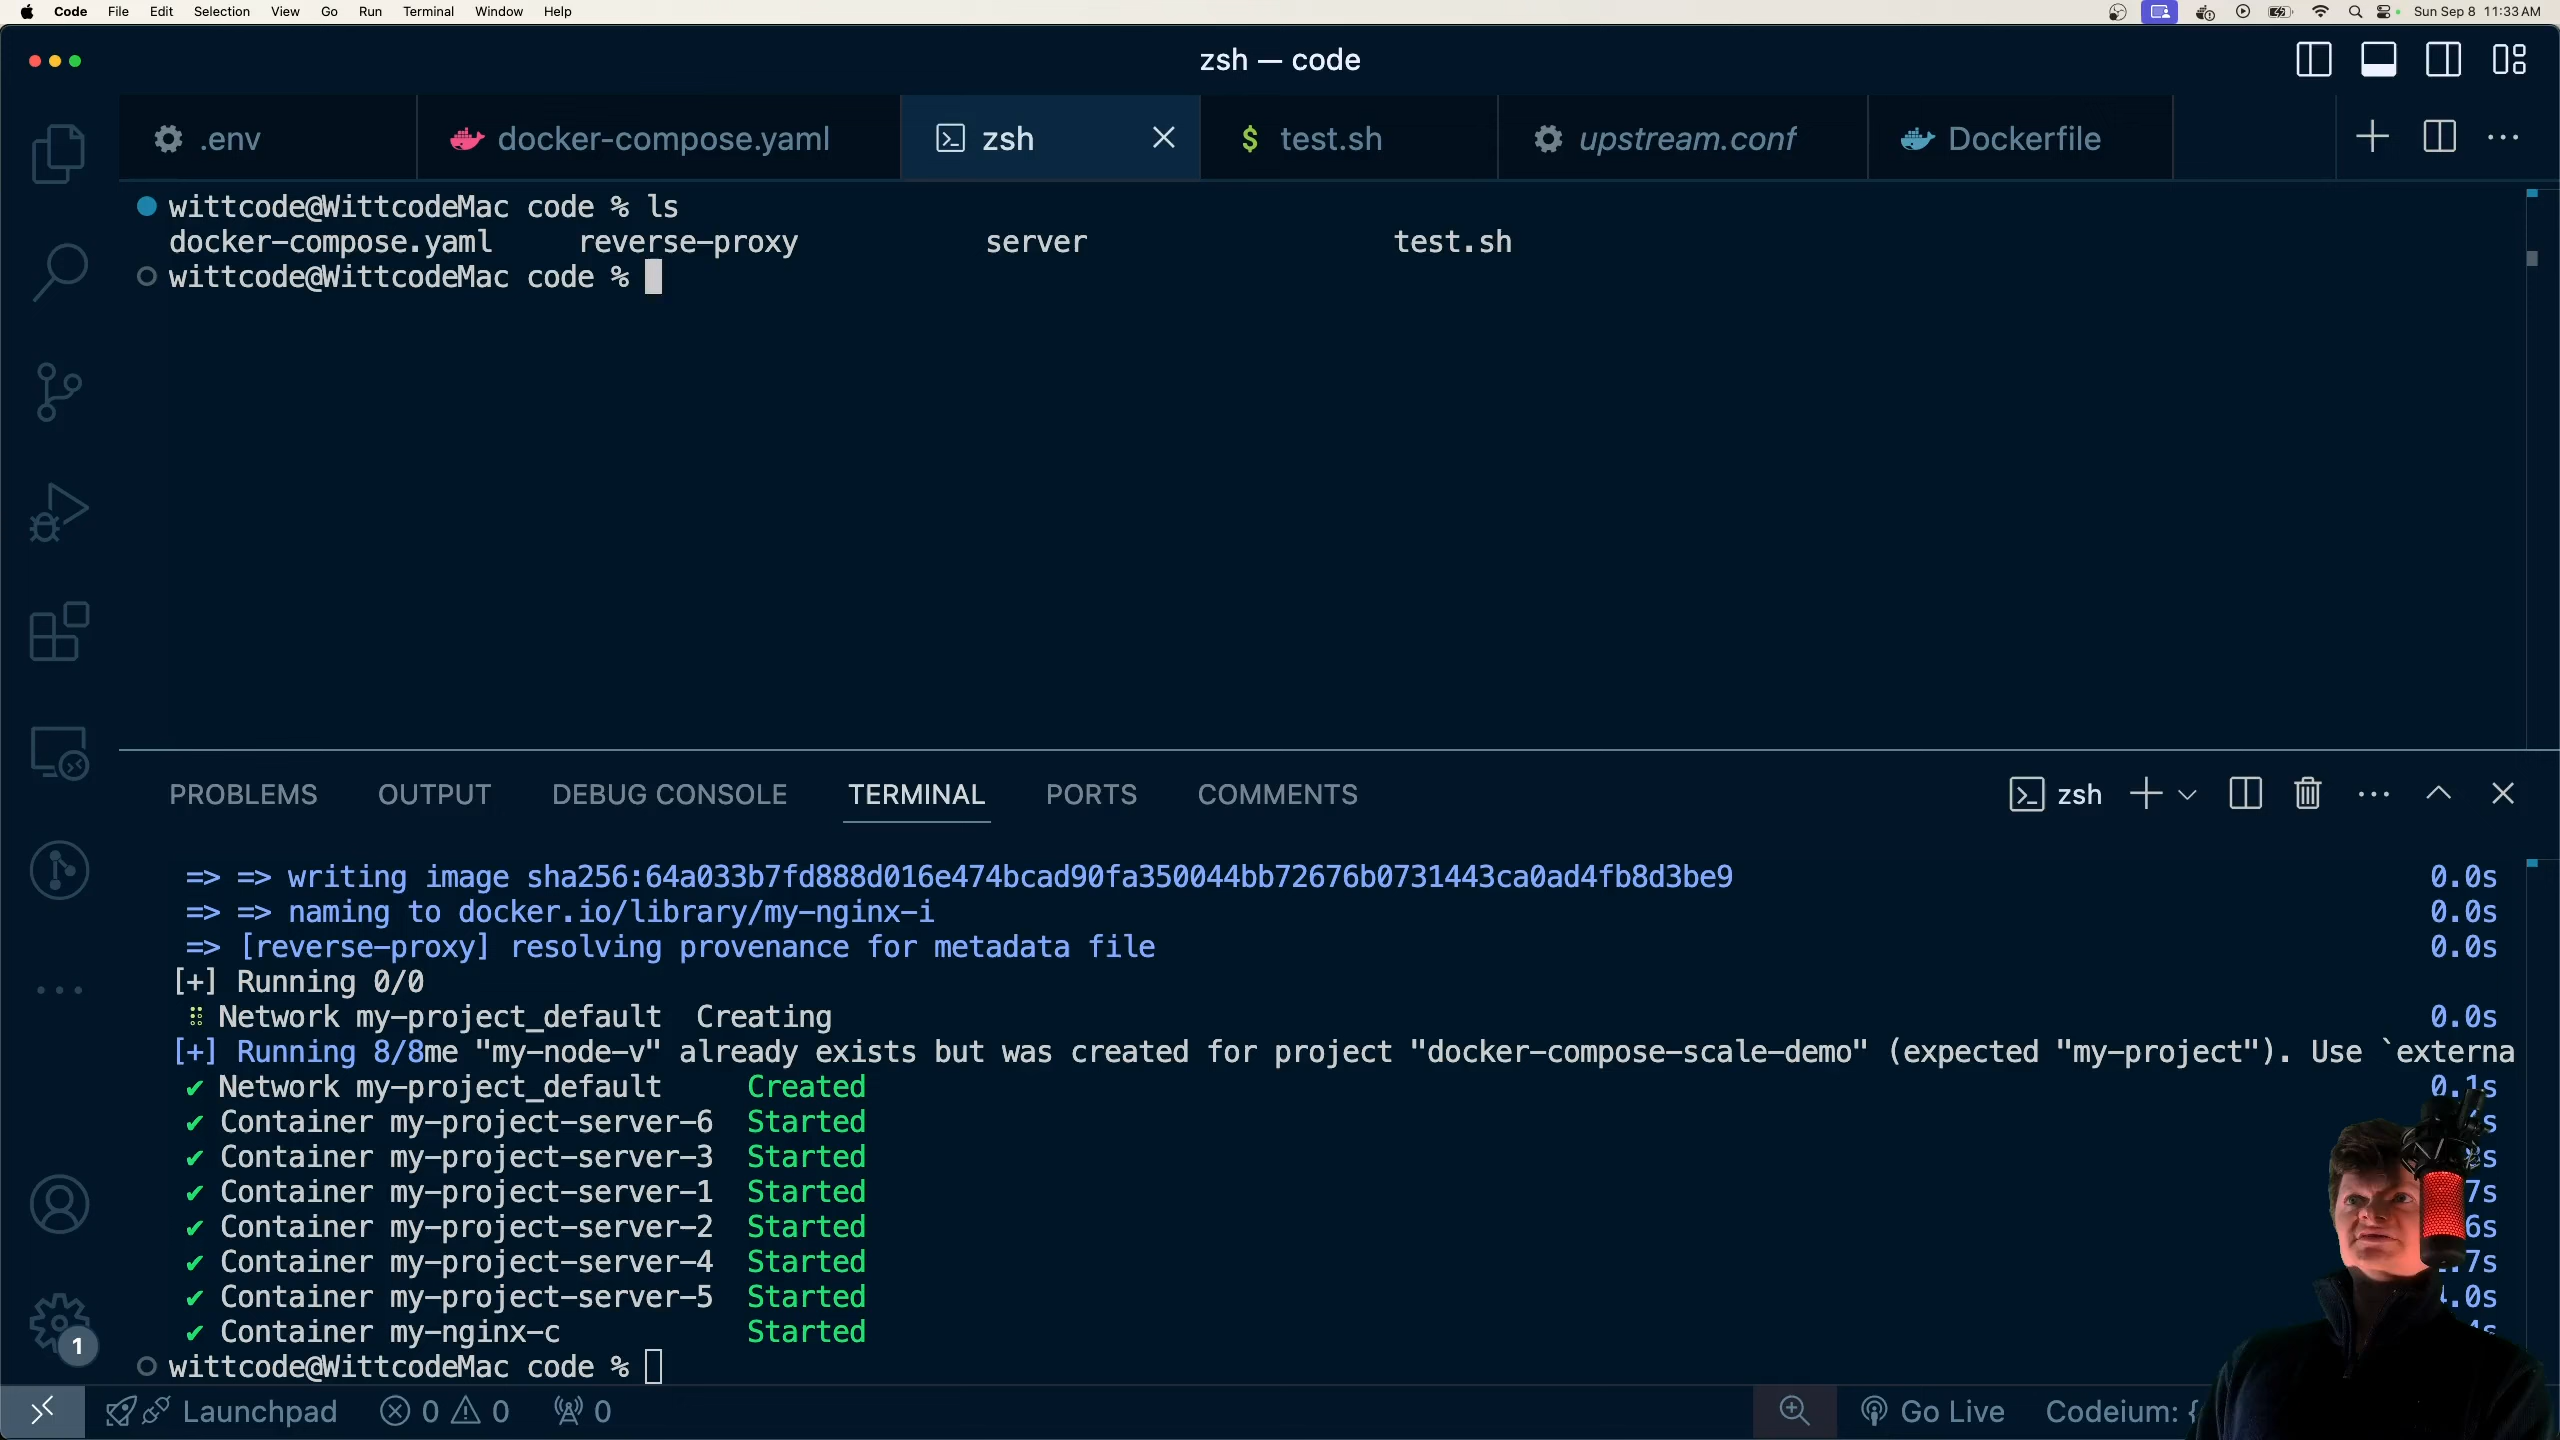 Code File Edit Selection View Go Run Terminal Window Help Sun Sep 8 11:33 AM
zsh — code
.env docker-compose.yaml zsh test.sh upstream.conf Dockerfile
wittcode@WittcodeMac code % ls
docker-compose.yaml reverse-proxy server test.sh
wittcode@WittcodeMac code %
PROBLEMS OUTPUT DEBUG CONSOLE TERMINAL PORTS COMMENTS zsh
=> => writing image sha256:64a033b7fd888d016e474bcad90fa350044bb72676b0731443ca0ad4fb8d3be9 0.0s
=> => naming to docker.io/library/my-nginx-i 0.0s
=> [reverse-proxy] resolving provenance for metadata file 0.0s
[+] Running 0/0
Network my-project_default Creating 0.0s
[+] Running 8/8me "my-node-v" already exists but was created for project "docker-compose-scale-demo" (expected "my-project"). Use `externa
✔ Network my-project_default Created 0.1s
✔ Container my-project-server-6 Started
✔ Container my-project-server-3 Started
✔ Container my-project-server-1 Started 7s
✔ Container my-project-server-2 Started 6s
✔ Container my-project-server-4 Started .7s
✔ Container my-project-server-5 Started .0s
✔ Container my-nginx-c Started
wittcode@WittcodeMac code %
1
Launchpad 0 0 0 Go Live Codeium: {